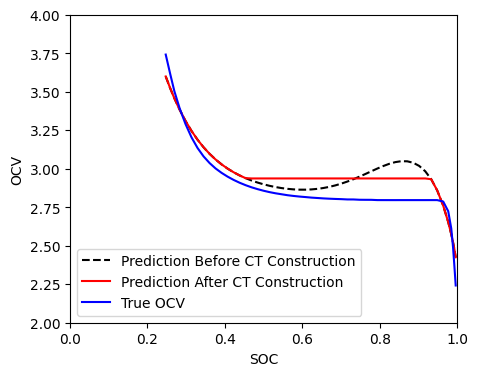 4.00
3.75
3.50
3.25
3.00
2.75
2.50
2.25
2.00
OCV
Prediction Before CT Construction
Prediction After CT Construction
True OCV
0.0 0.2 0.4 0.6 0.8 1.0
SOC